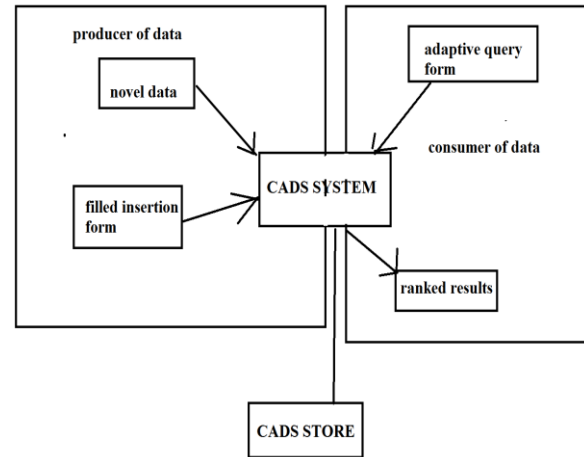 producer of data
novel data
filled insertion
form
CADS SYSTEM
adaptive query
form
consumer of data
ranked results
CADS STORE